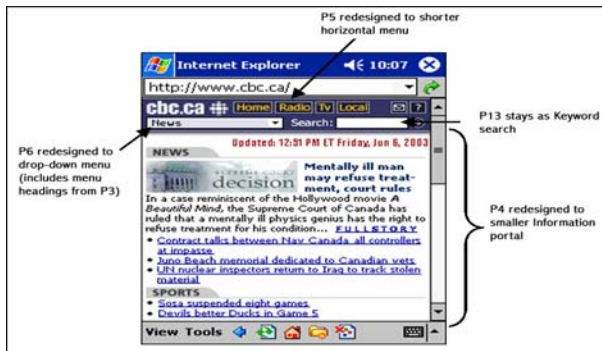 P5 redesigned to shorter
horizontal menu
Internet Explorer 10:07
http://www.cbc.ca/
cbc.ca Home Radio Tv Local ?
News Search:
P13 stays as Keyword
search
P6 redesigned to
drop-down menu
(includes menu
headings from P3)
Updated: 12:51 PM ET Friday, Jun 6, 2003
NEWS
SUPREME COURT
decision
Mentally ill man
may refuse treat-
ment, court rules
In a case reminiscent of the Hollywood movie A
Beautiful Mind, the Supreme Court of Canada has
ruled that a mentally ill physics genius has the right to
refuse treatment for his condition... FULLSTORY
• Contract talks between Nav Canada, air controllers
at impasse
• Juno Beach memorial dedicated to Canadian vets
• UN nuclear inspectors return to Iraq to track stolen
material
P4 redesigned to
smaller Information
portal
SPORTS
• Sosa suspended eight games
• Devils better Ducks in Game 5
View Tools